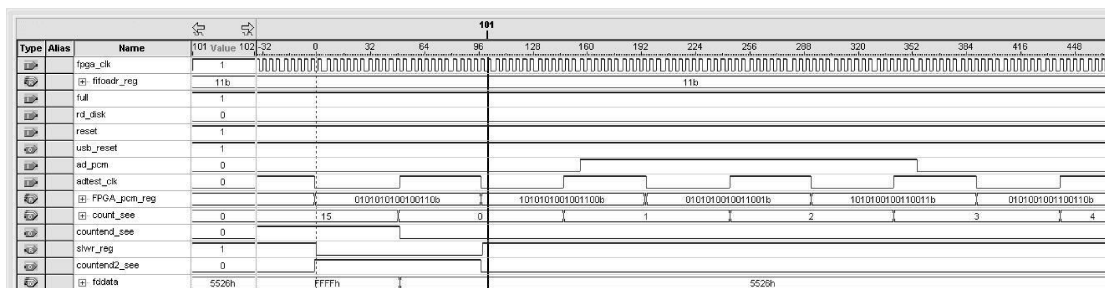 101
Type Alias Name 101 Value 102 -32 0 32 64 96 128 160 192 224 256 288 320 352 384 416 448
fpga_clk 1
fifoadr_reg 11b 11b
full 1
rd_disk 0
reset 1
usb_reset 1
ad_pcm 0
adtest_clk 0
FPGA_pcm_reg 0101010100100110b 1010101001001100b 0101010010011001b 1010100100110011b 0101001001100110b
count_see 0 15 0 1 2 3 4
countend_see 0
slwr_reg 1
countend2_see 0
fddata 5526h FFFFh 5526h